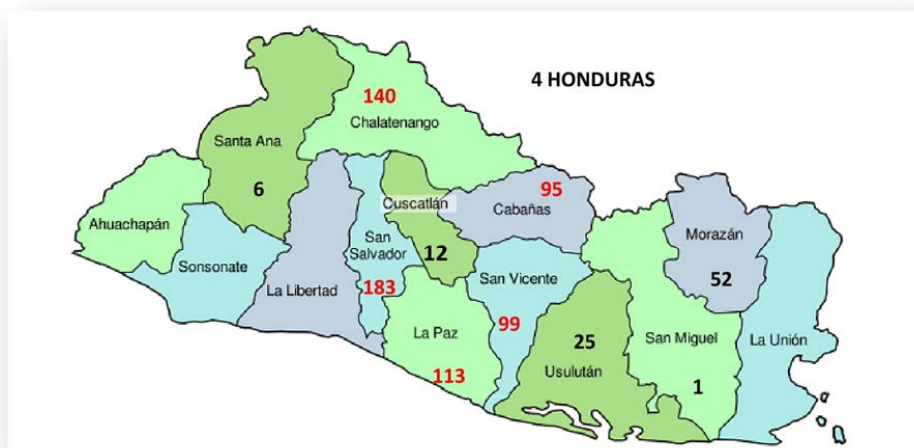 4 HONDURAS
140
Chalatenango
Santa Ana
6
95
Cabañas
Cuscatlán
Ahuachapán
Morazán
San
Salvador
12
Sonsonate
San Vicente
52
La Libertad
183
La Paz
99
25
Usulután
San Miguel
La Unión
113
1